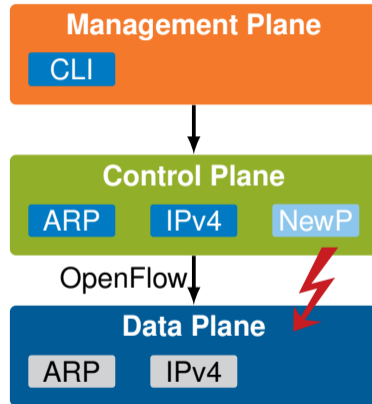 Management Plane
CLI
Control Plane
ARP IPv4 NewP
OpenFlow
Data Plane
ARP IPv4